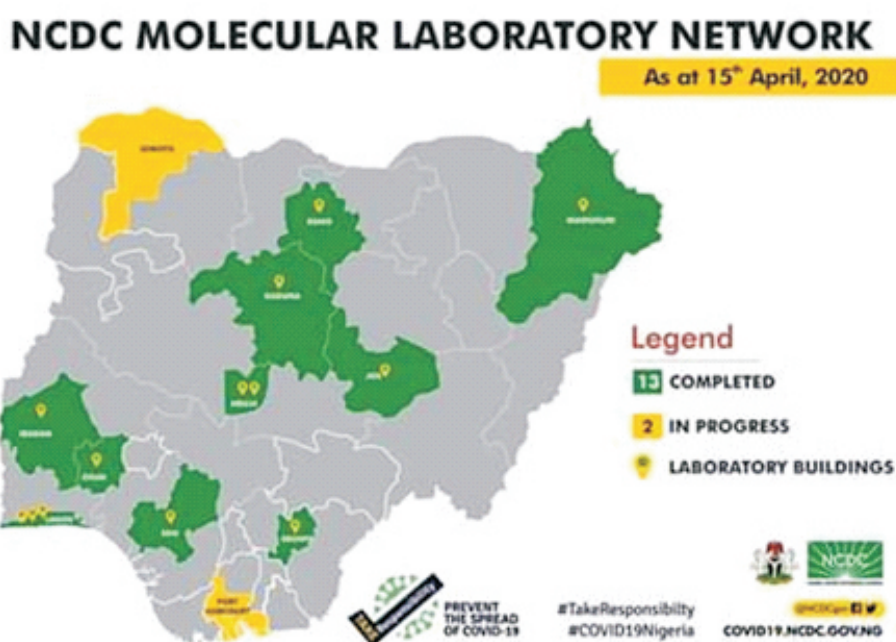 NCDC MOLECULAR LABORATORY NETWORK
As at 15th April, 2020
SOKOTO
KANO
MAIDUGURI
KADUNA
JOS
IBADAN
LAGOS
EDO
EBONYI
PORT
HARCOURT
Legend
13 COMPLETED
2 IN PROGRESS
LABORATORY BUILDINGS
NCDC
Take Responsibility
PREVENT
THE SPREAD
OF COVID-19
#TakeResponsibilty
#COVID19Nigeria
@NCDCgov
COVID19.NCDC.GOV.NG